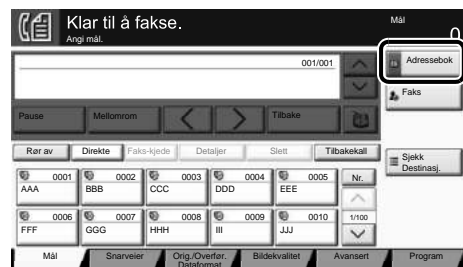 Klar til å fakse.
Angi mål.
Mål
0
001/001
Adressebok
Faks
Pause
Mellomrom
Tilbake
Rør av
Direkte
Faks-kjede
Detaljer
Slett
Tilbakekall
Sjekk
Destinasj.
0001
AAA
0002
BBB
0003
CCC
0004
DDD
0005
EEE
Nr.
0006
FFF
0007
GGG
0008
HHH
0009
III
0010
JJJ
1/100
Mål
Snarveier
Orig./Overfør.
Dataformat
Bildekvalitet
Avansert
Program